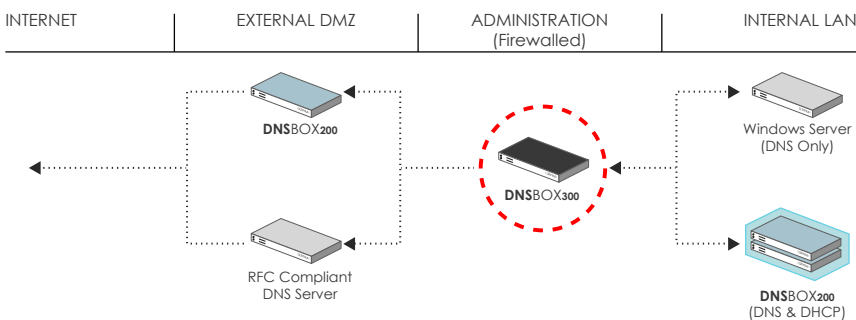 INTERNET
EXTERNAL DMZ
ADMINISTRATION
(Firewalled)
INTERNAL LAN
DNSBOX200
DNSBOX300
Windows Server
(DNS Only)
RFC Compliant
DNS Server
DNSBOX200
(DNS & DHCP)